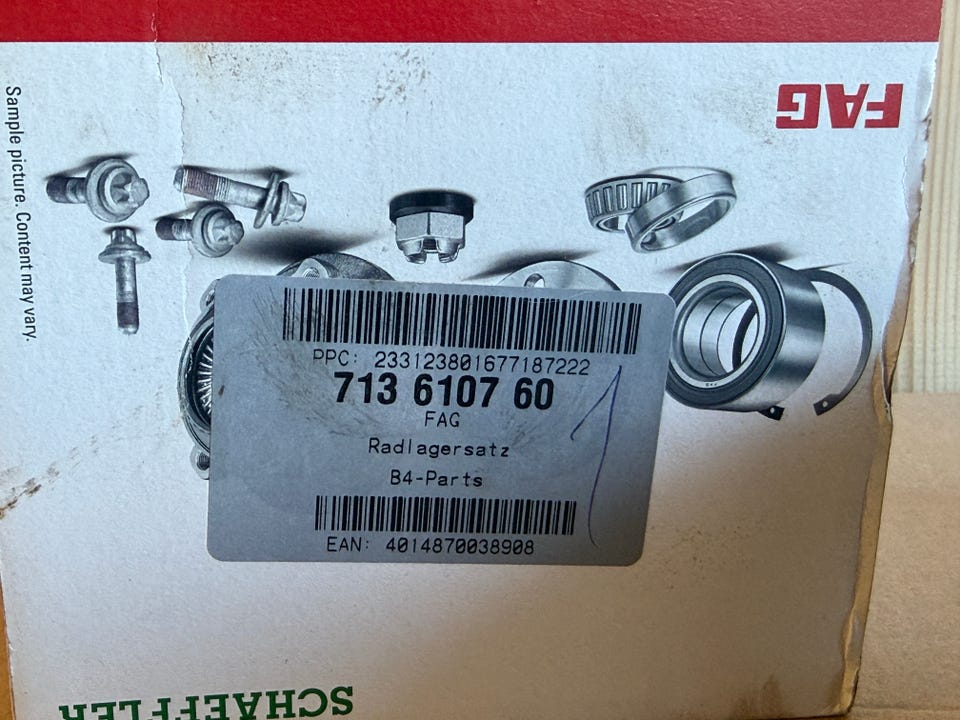 FAG
Sample picture. Content may vary.
PPC: 233123801677187222
713 6107 60
FAG
Radlagersatz
B4-Parts
EAN: 4014870038908
1
SCHAEFFLER